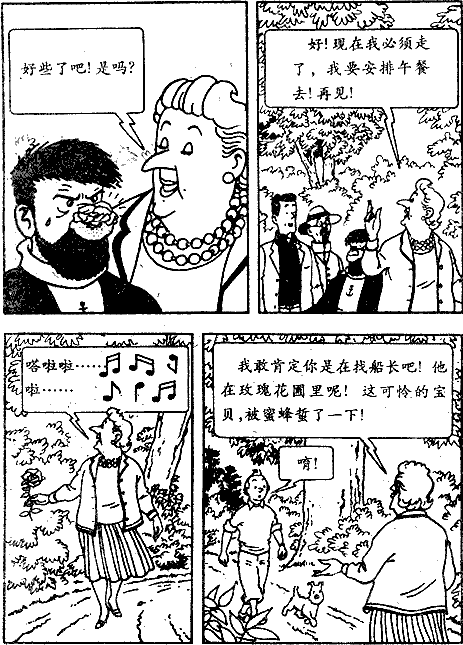 好些了吧！是吗？
好！现在我必须走
了，我要安排午餐
去！再见！
嗒啦啦……
啦……
我敢肯定你是在找船长吧！他
在玫瑰花圃里呢！这可怜的宝
贝，被蜜蜂蜇了一下！
唷！